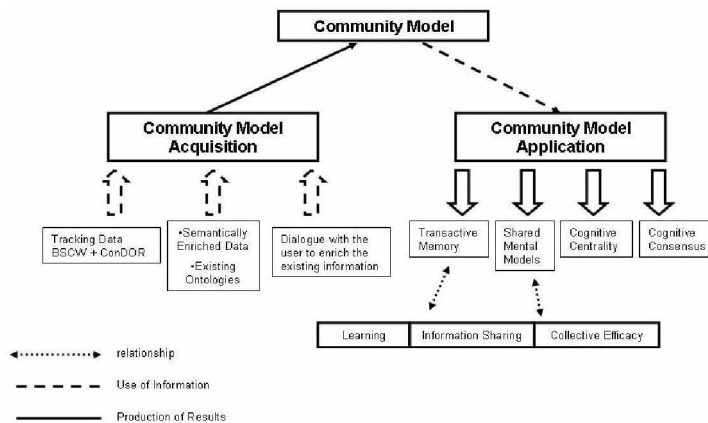 Community Model
Community Model
Acquisition
Community Model
Application
Tracking Data
BSCW + ConDOR
•Semantically
Enriched Data
•Existing
Ontologies
Dialogue with the
user to enrich the
existing information
Transactive
Memory
Shared
Mental
Models
Cognitive
Centrality
Cognitive
Consensus
Learning
Information Sharing
Collective Efficacy
relationship
Use of Information
Production of Results